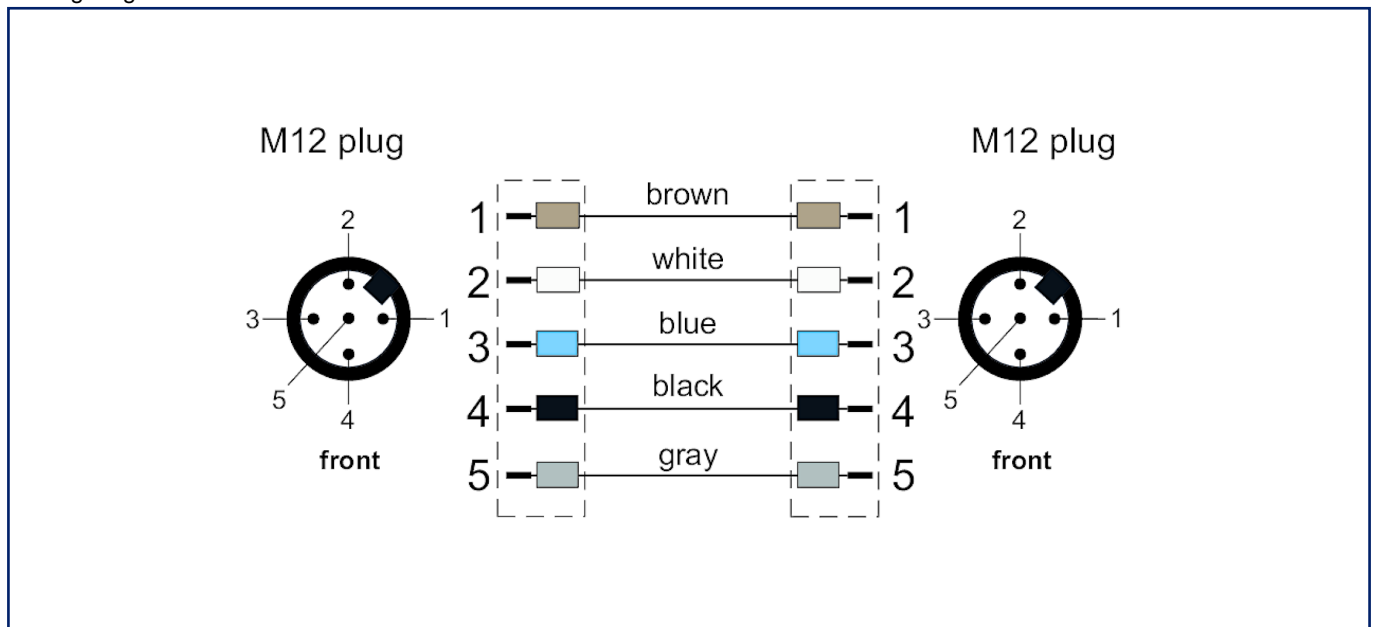 M12 plug
M12 plug
1 brown 1
2 white 2
3 blue 3
4 black 4
5 gray 5
2
3 1
5
4
front
2
3 1
5
4
front